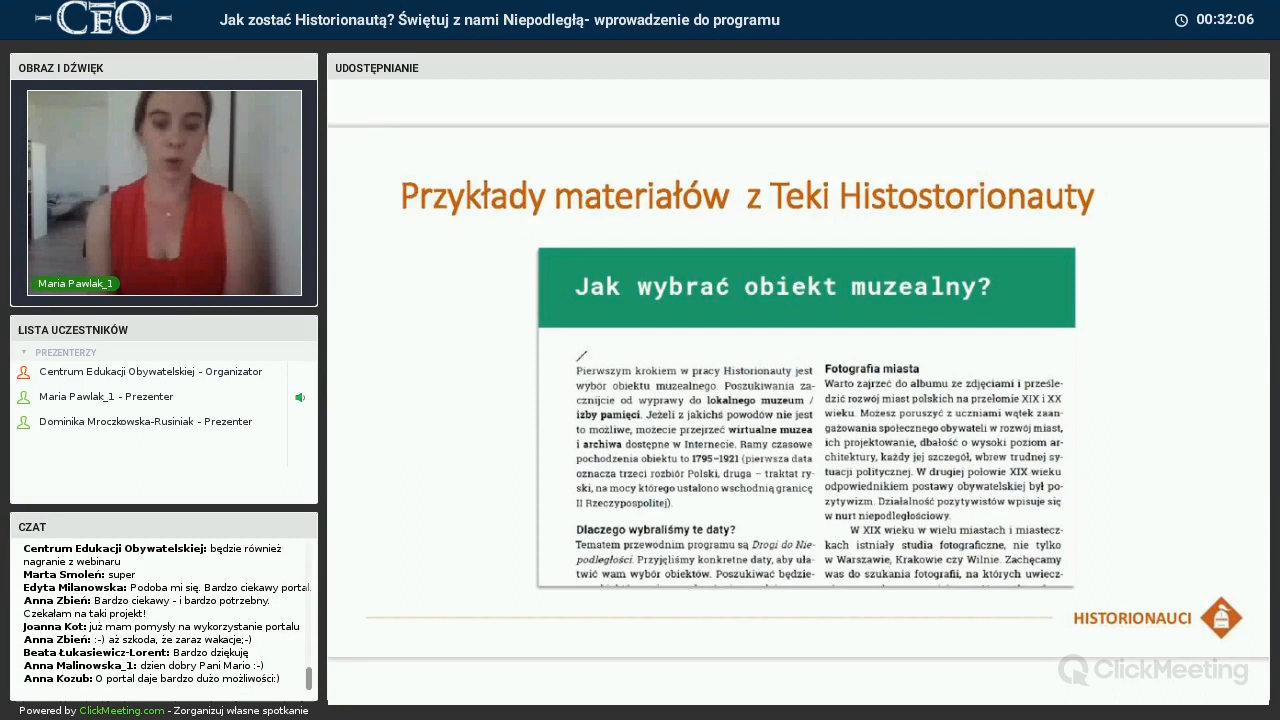 CEO
Jak zostać Historionautą? Świętuj z nami Niepodległą- wprowadzenie do programu
00:32:06
OBRAZ I DŹWIĘK
Maria Pawlak_1
LISTA UCZESTNIKÓW
PREZENTERZY
Centrum Edukacji Obywatelskiej - Organizator
Maria Pawlak_1 - Prezenter
Dominika Mroczkowska-Rusiniak - Prezenter
CZAT
Centrum Edukacji Obywatelskiej: będzie również
nagranie z webinaru
Marta Smoleń: super
Edyta Milanowska: Podoba mi się. Bardzo ciekawy portal.
Anna Zbień: Bardzo ciekawy - i bardzo potrzebny.
Czekałam na taki projekt!
Joanna Kot: już mam pomysły na wykorzystanie portalu
Anna Zbień: :-) aż szkoda, że zaraz wakacje;-)
Beata Łukasiewicz-Lorent: Bardzo dziękuję
Anna Malinowska_1: dzien dobry Pani Mario :-)
Anna Kozub: O portal daje bardzo dużo możliwości:)
Powered by ClickMeeting.com - Zorganizuj własne spotkanie
UDOSTĘPNIANIE
Przykłady materiałów z Teki Histostorionauty
Jak wybrać obiekt muzealny?
Pierwszym krokiem w pracy Historionauty jest
wybór obiektu muzealnego. Poszukiwania za-
cznijcie od wyprawy do lokalnego muzeum /
izby pamięci. Jeżeli z jakichś powodów nie jest
to możliwe, możecie przejrzeć wirtualne muzea
i archiwa dostępne w Internecie. Ramy czasowe
pochodzenia obiektu to 1795-1921 (pierwsza data
oznacza trzeci rozbiór Polski, druga - traktat ry-
ski, na mocy którego ustalono wschodnią granicę
II Rzeczypospolitej).
Dlaczego wybraliśmy te daty?
Tematem przewodnim programu są Drogi do Nie-
podległości. Przyjęliśmy konkretne daty, aby uła-
twić wam wybór obiektów. Poszukiwać będzie-
Fotografia miasta
Warto zajrzeć do albumu ze zdjęciami i prześle-
dzić rozwój miast polskich na przełomie XIX i XX
wieku. Możesz poruszyć z uczniami wątek zaan-
gażowania społecznego obywateli w rozwój miast,
ich projektowanie, dbałość o wysoki poziom ar-
chitektury, każdy jej szczegół, wbrew trudnej sy-
tuacji politycznej. W drugiej połowie XIX wieku
odpowiednikiem postawy obywatelskiej był po-
zytywizm. Działalność pozytywistów wpisuje się
w nurt niepodległościowy.
W XIX wieku w wielu miastach i miastecz-
kach istniały studia fotograficzne, nie tylko
w Warszawie, Krakowie czy Wilnie. Zachęcamy
was do szukania fotografii, na których uwiecz-
HISTORIONAUCI
ClickMeeting